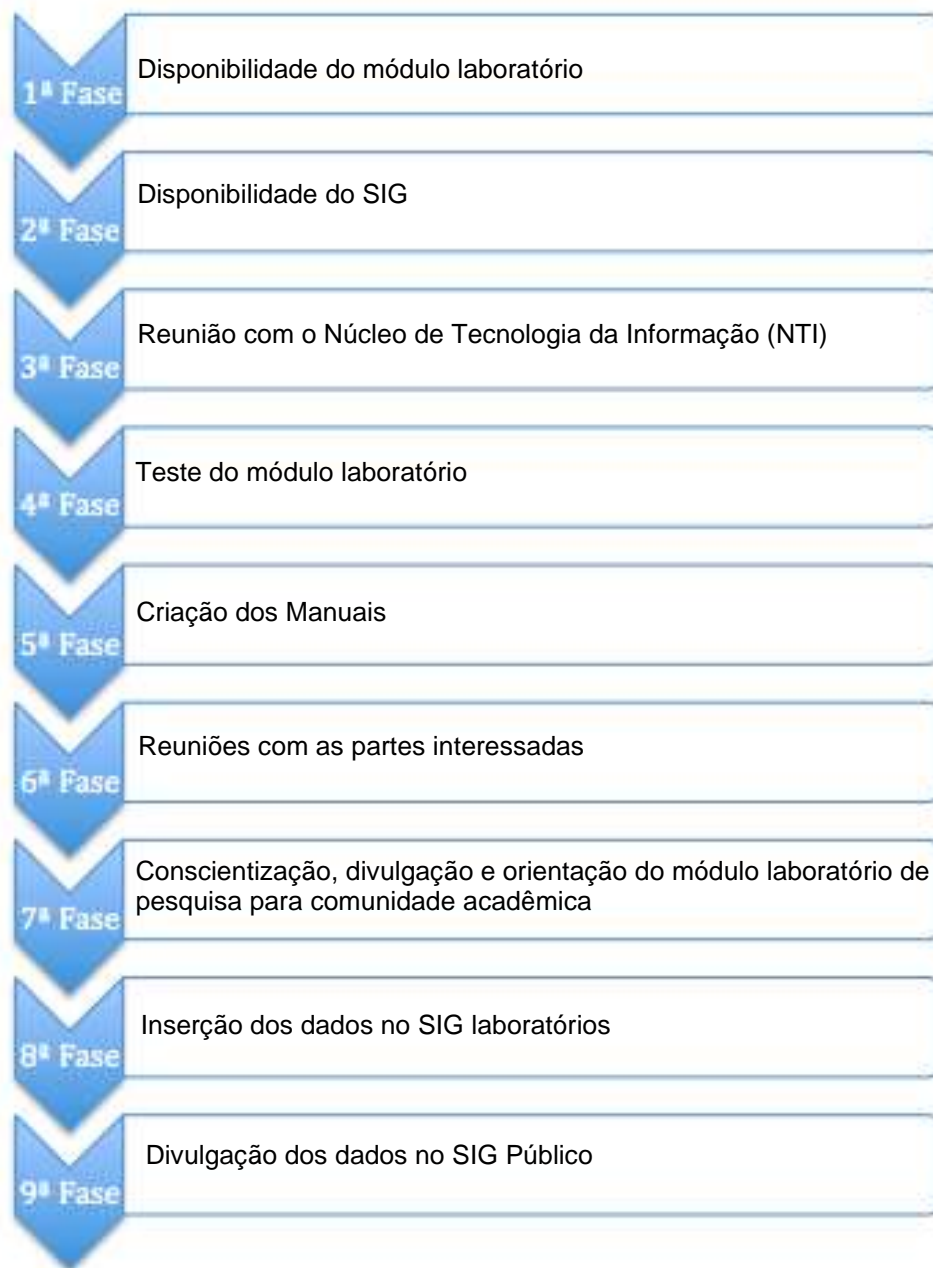 1ª Fase
Disponibilidade do módulo laboratório
2ª Fase
Disponibilidade do SIG
3ª Fase
Reunião com o Núcleo de Tecnologia da Informação (NTI)
4ª Fase
Teste do módulo laboratório
5ª Fase
Criação dos Manuais
6ª Fase
Reuniões com as partes interessadas
7ª Fase
Conscientização, divulgação e orientação do módulo laboratório de
pesquisa para comunidade acadêmica
8ª Fase
Inserção dos dados no SIG laboratórios
9ª Fase
Divulgação dos dados no SIG Público